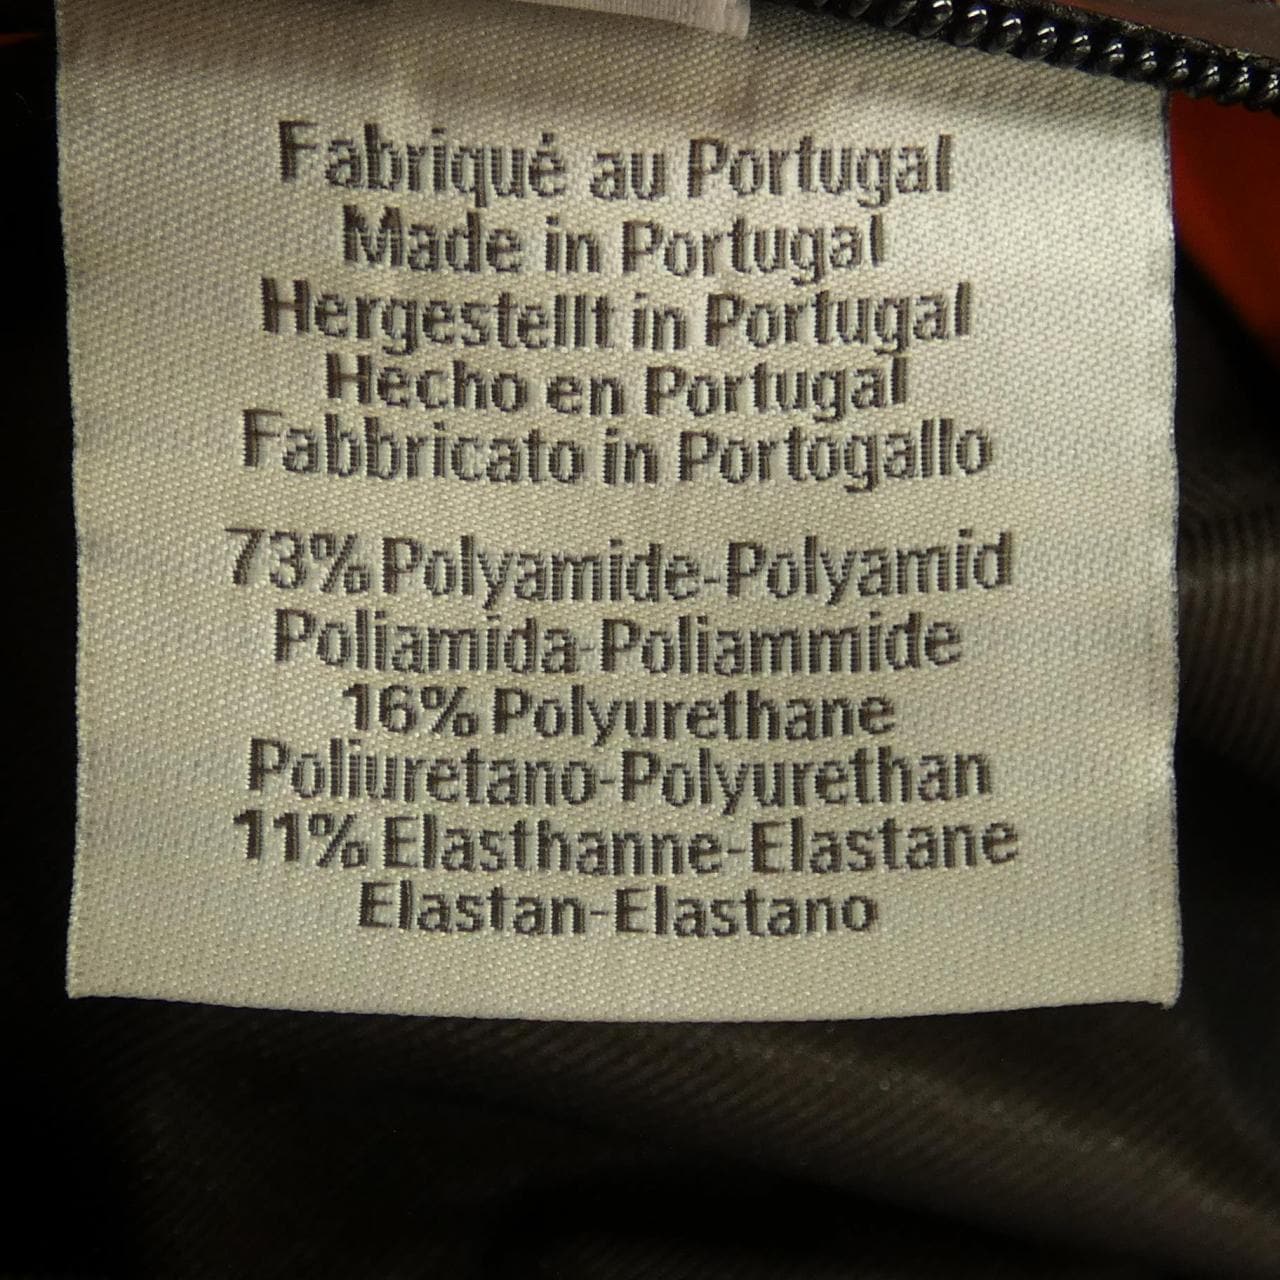 Fabriqué au Portugal
Made in Portugal
Hergestellt in Portugal
Hecho en Portugal
Fabbricato in Portogallo
73% Polyamide-Polyamid
Poliamida-Poliammide
16% Polyurethane
Poliuretano-Polyurethan
11% Elasthanne-Elastane
Elastan-Elastano